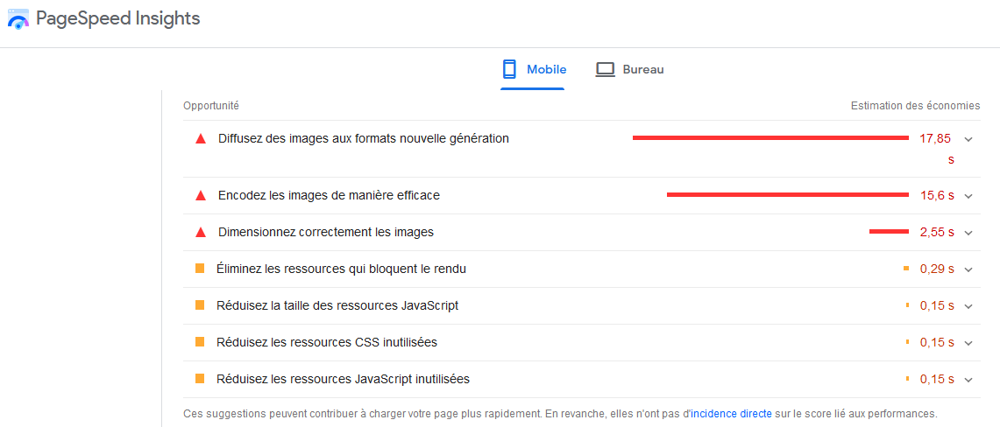 PageSpeed Insights
Mobile
Bureau
Opportunité
Estimation des économies
Diffusez des images aux formats nouvelle génération
17,85 s
Encodez les images de manière efficace
15,6 s
Dimensionnez correctement les images
2,55 s
Éliminez les ressources qui bloquent le rendu
0,29 s
Réduisez la taille des ressources JavaScript
0,15 s
Réduisez les ressources CSS inutilisées
0,15 s
Réduisez les ressources JavaScript inutilisées
0,15 s
Ces suggestions peuvent contribuer à charger votre page plus rapidement. En revanche, elles n'ont pas d'incidence directe sur le score lié aux performances.